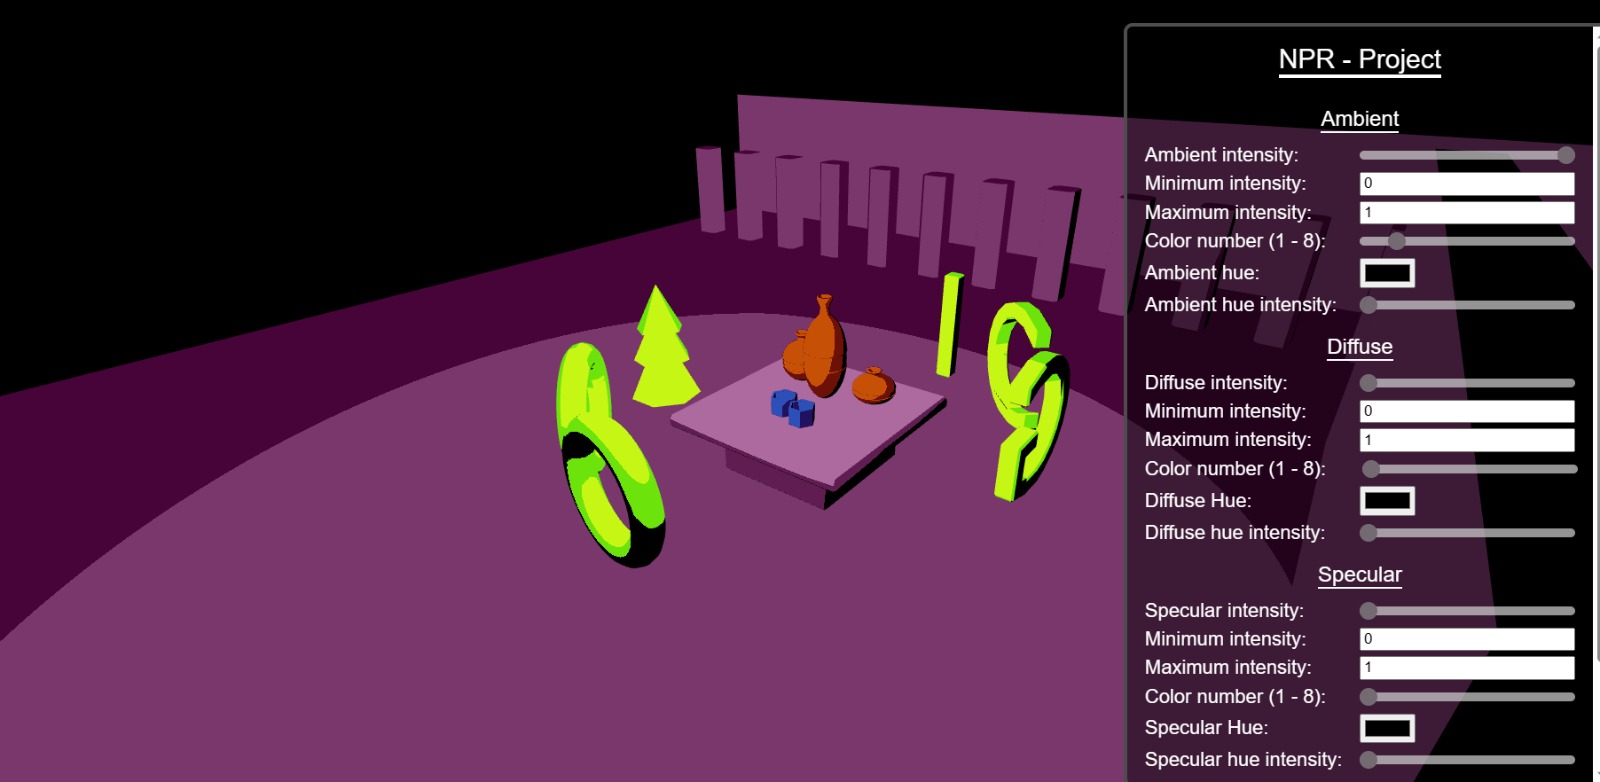 NPR - Project
Ambient
Ambient intensity:
Minimum intensity: 0
Maximum intensity: 1
Color number (1 - 8):
Ambient hue:
Ambient hue intensity:
Diffuse
Diffuse intensity:
Minimum intensity: 0
Maximum intensity: 1
Color number (1 - 8):
Diffuse Hue:
Diffuse hue intensity:
Specular
Specular intensity:
Minimum intensity: 0
Maximum intensity: 1
Color number (1 - 8):
Specular Hue:
Specular hue intensity: